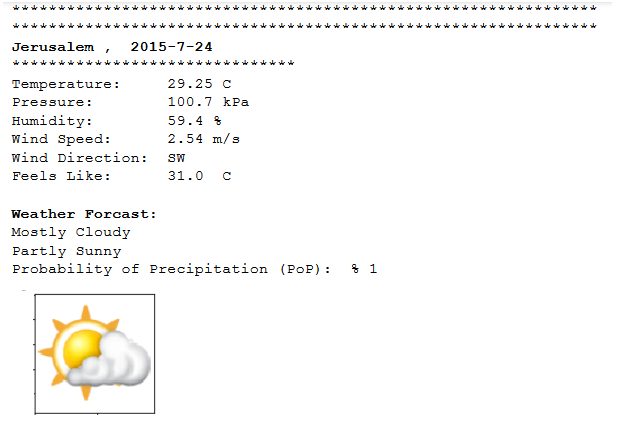 ****************************************************************
****************************************************************
Jerusalem ,  2015-7-24
*******************************
Temperature:     29.25 C
Pressure:        100.7 kPa
Humidity:        59.4 %
Wind Speed:      2.54 m/s
Wind Direction:  SW
Feels Like:      31.0  C
Weather Forcast:
Mostly Cloudy
Partly Sunny
Probability of Precipitation (PoP):  % 1